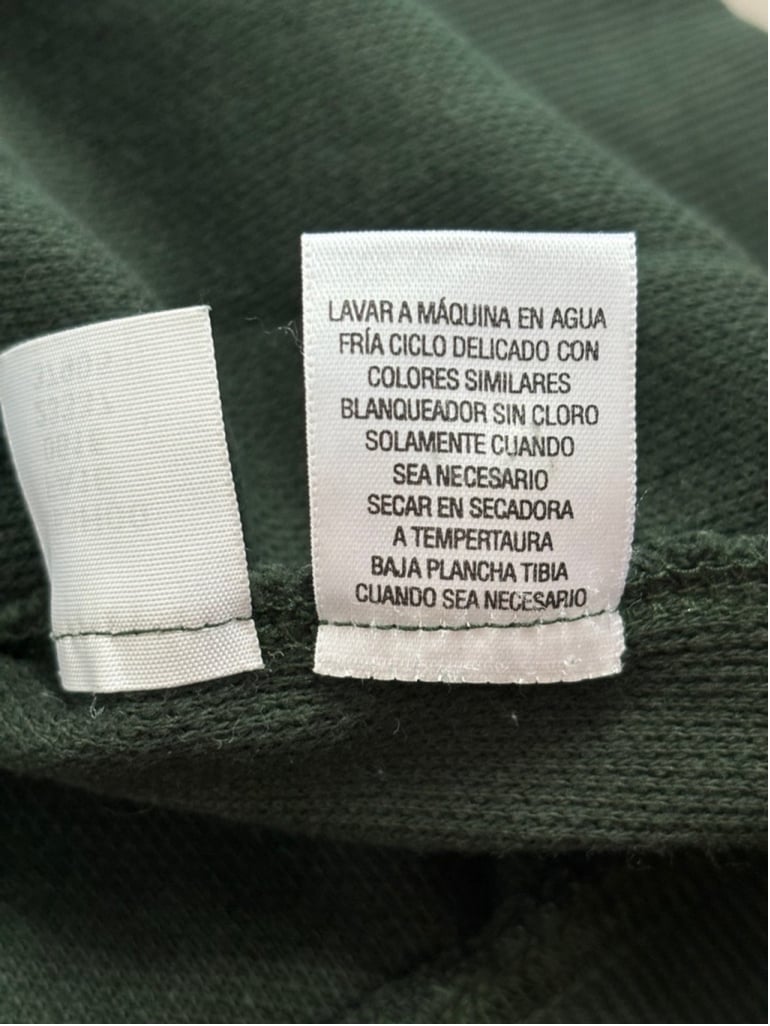 LAVAR A MÁQUINA EN AGUA
FRÍA CICLO DELICADO CON
COLORES SIMILARES
BLANQUEADOR SIN CLORO
SOLAMENTE CUANDO
SEA NECESARIO
SECAR EN SECADORA
A TEMPERTAURA
BAJA PLANCHA TIBIA
CUANDO SEA NECESARIO